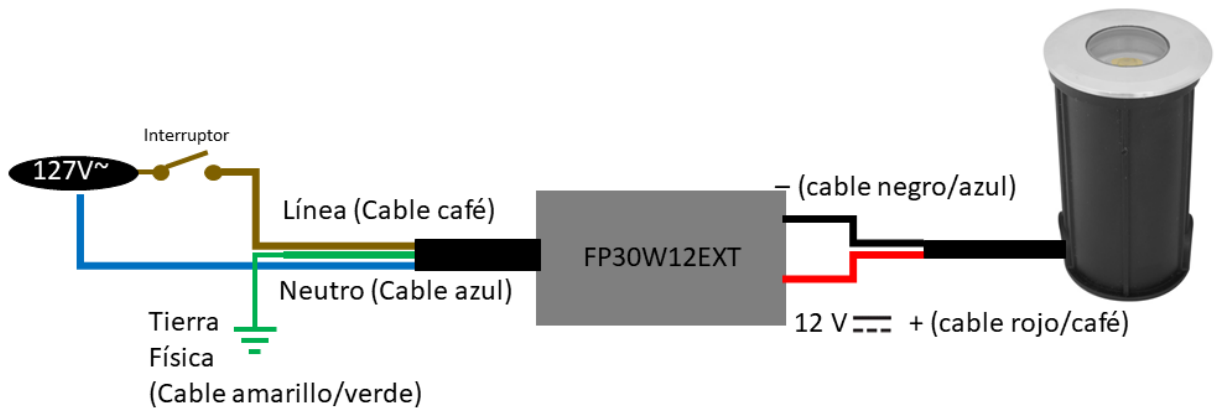 Interruptor
127V~
Línea (Cable café)
Neutro (Cable azul)
Tierra
Física
(Cable amarillo/verde)
FP30W12EXT
– (cable negro/azul)
12 V ⎓ + (cable rojo/café)